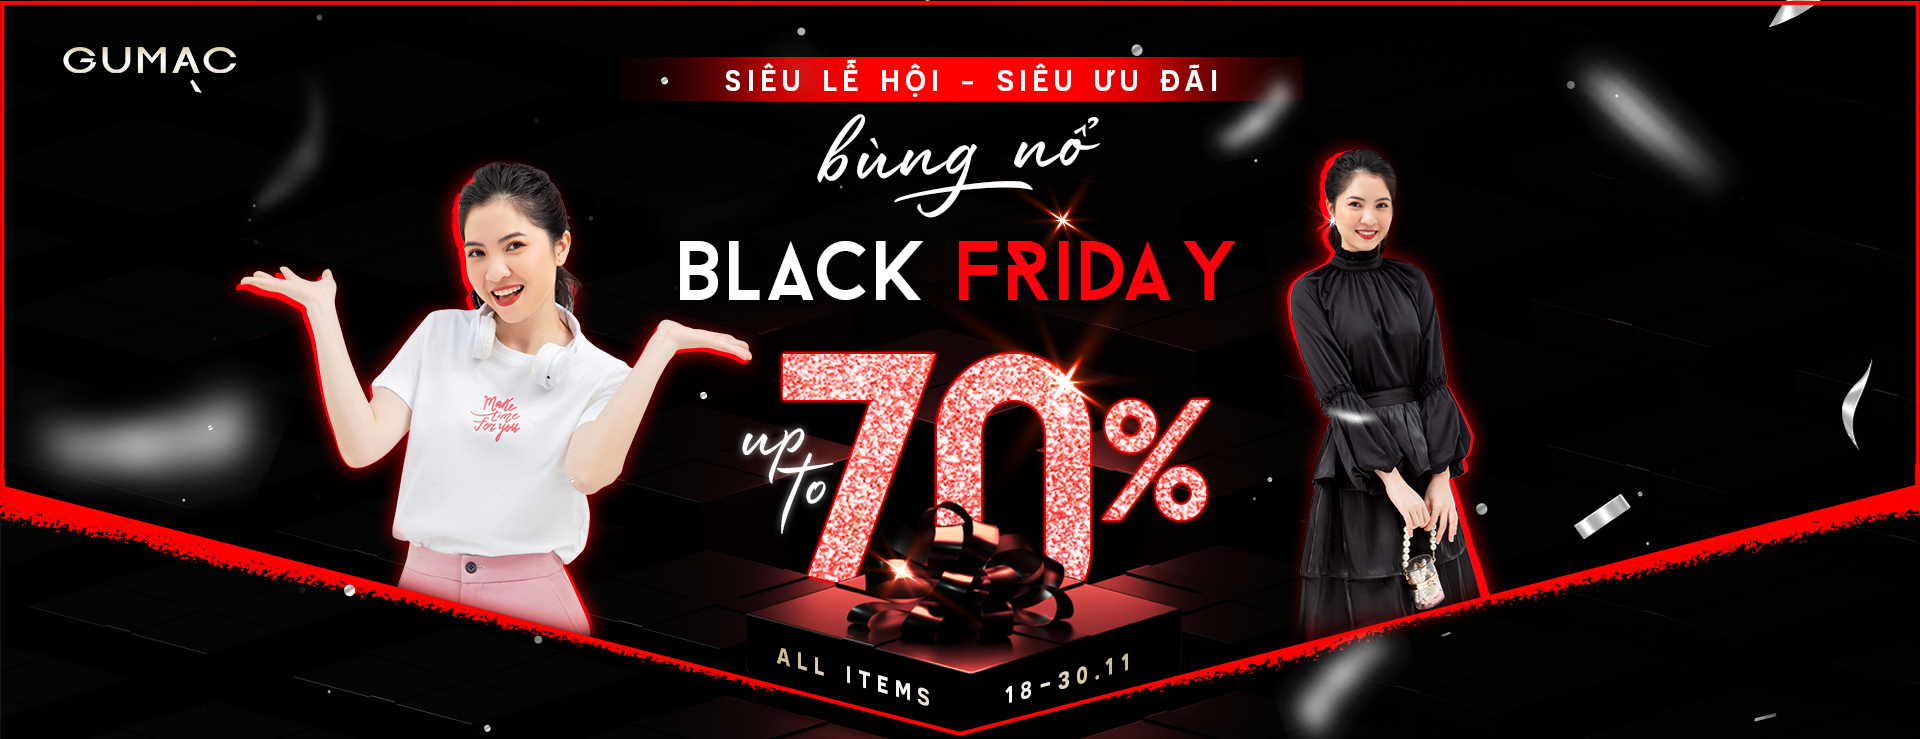 GUMAC
SIÊU LỄ HỘI - SIÊU ƯU ĐÃI
bùng nổ
BLACK FRIDAY
up to
70%
Make
time
for you
ALL ITEMS
18-30.11